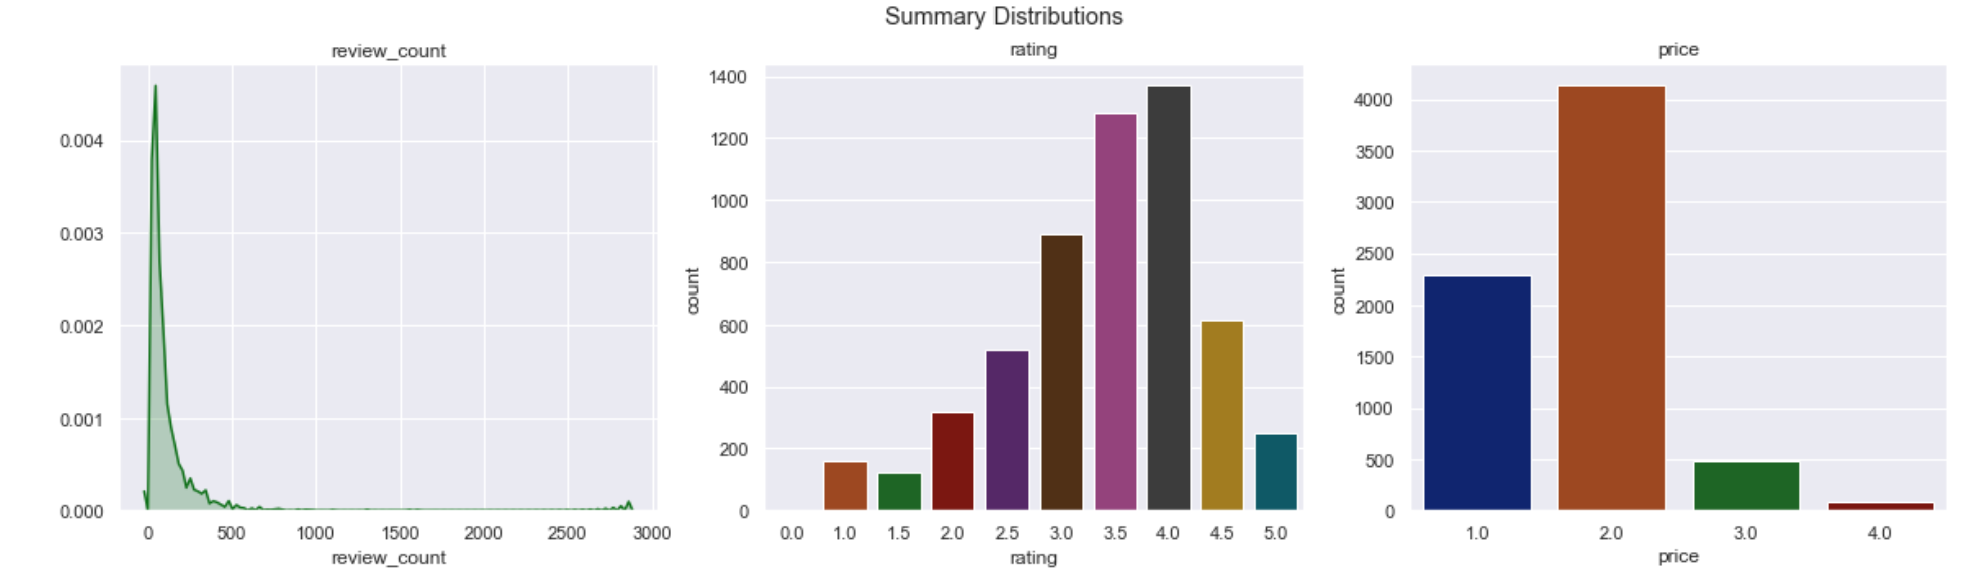 Summary Distributions
review_count
0.004
0.003
0.002
0.001
0.000
0 500 1000 1500 2000 2500 3000
review_count
rating
count
1400
1200
1000
800
600
400
200
0
0.0 1.0 1.5 2.0 2.5 3.0 3.5 4.0 4.5 5.0
rating
price
count
4000
3500
3000
2500
2000
1500
1000
500
0
1.0 2.0 3.0 4.0
price